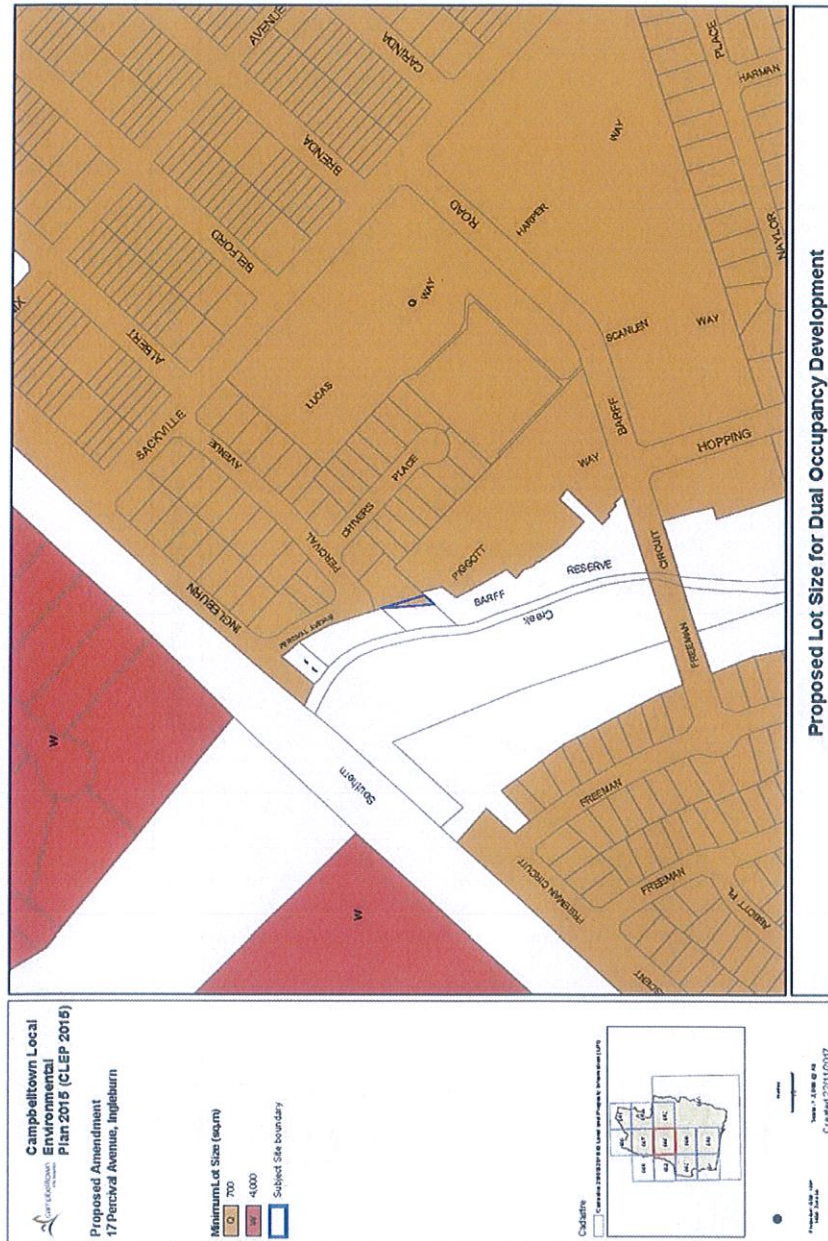 Campbelltown Local
Environmental
Plan 2015 (CLEP 2015)
Proposed Amendment
17 Percival Avenue, Ingleburn
Minimum Lot Size (sq.m)
Q 700
W 4,000
Subject Site boundary
Cadastre
W
W
Southern
INGLEBURN
SACKVILLE
ALBERT
BELFORD
BRENDA
AVENUE
CARINDA
ROAD
PERCIVAL
AVENUE
CHIVERS
PLACE
LUCAS
WAY
Q
HARPER
WAY
SCANLEN
WAY
PIGGOTT
WAY
BARFF
RESERVE
Creek
BARFF
HOPPING
FREEMAN
CIRCUIT
FREEMAN CIRCUIT
FREEMAN
FREEMAN
ABBOTT PL
PLACE
HARMAN
NAYLOR
Proposed Lot Size for Dual Occupancy Development